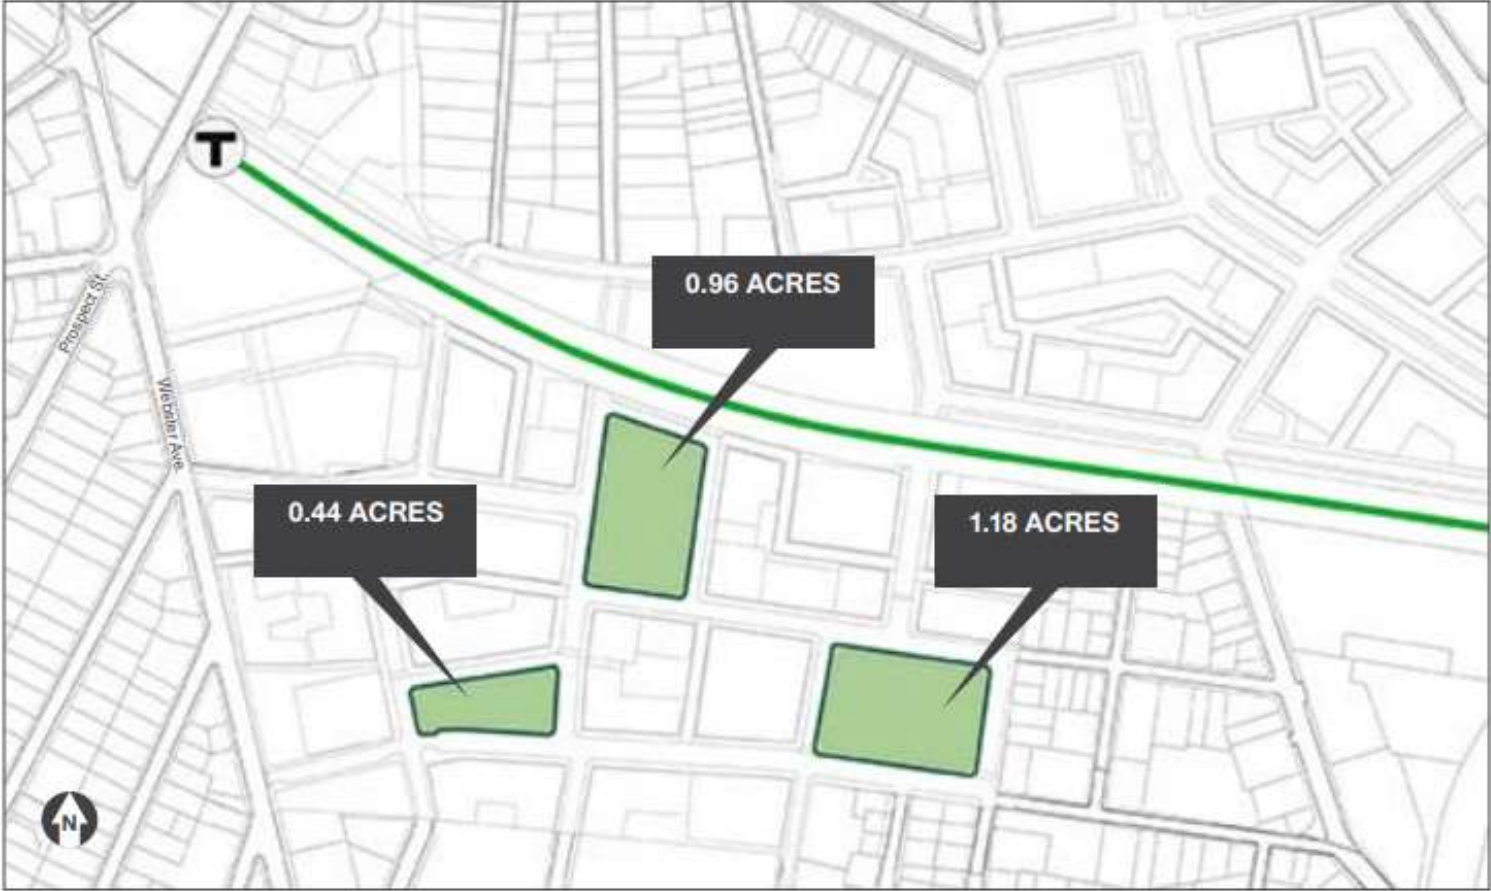 T
0.96 ACRES
Prospect St.
Webster Ave.
0.44 ACRES
1.18 ACRES
N